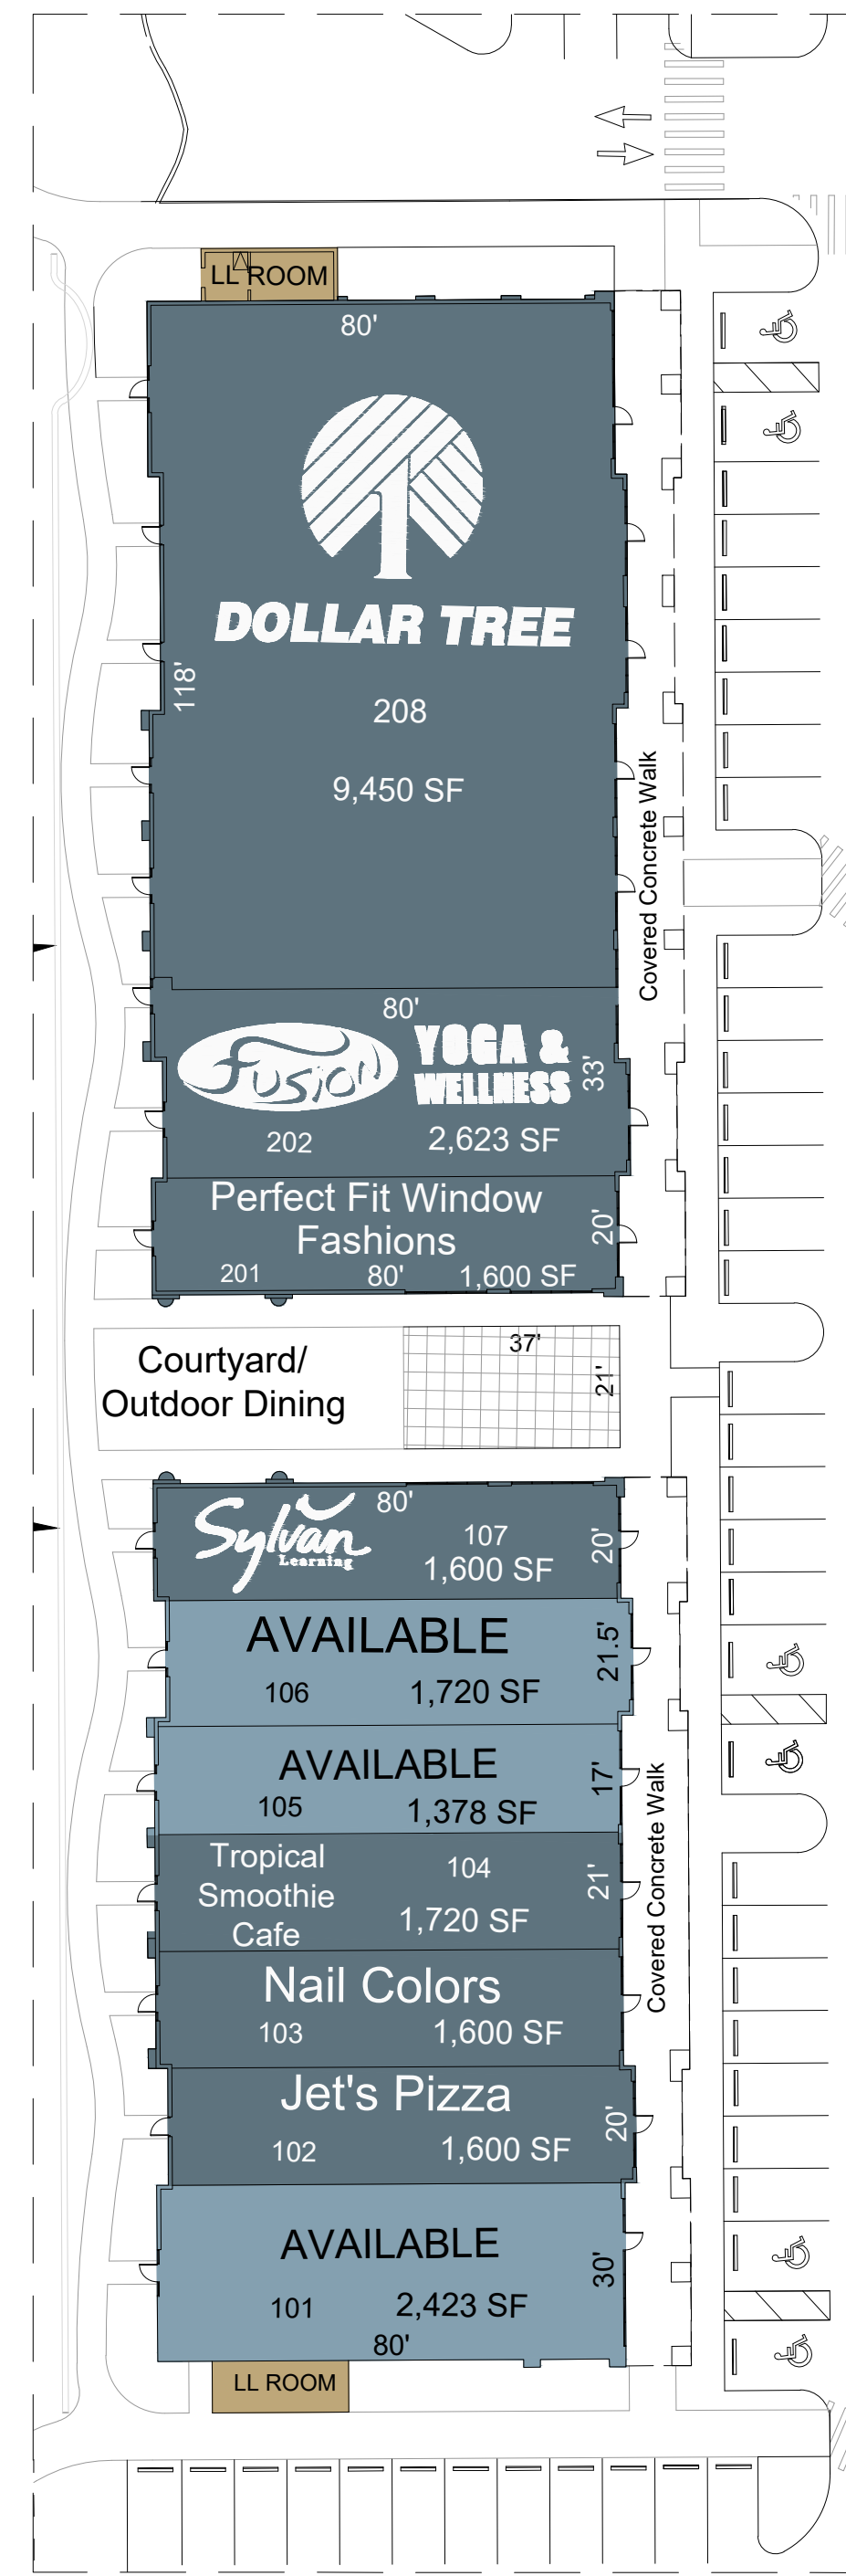 LL ROOM
80'
DOLLAR TREE
118'
208
9,450 SF
Covered Concrete Walk
80'
Fusion
YOGA &
WELLNESS
33'
202 2,623 SF
Perfect Fit Window
Fashions
20'
201 80' 1,600 SF
Courtyard/
Outdoor Dining
37'
21'
80'
Sylvan
Learning
107
1,600 SF
20'
AVAILABLE
21.5'
106 1,720 SF
AVAILABLE
17'
105 1,378 SF
Covered Concrete Walk
Tropical
Smoothie
Cafe
104
21'
1,720 SF
Nail Colors
103 1,600 SF
Jet's Pizza
20'
102 1,600 SF
AVAILABLE
30'
101 2,423 SF
80'
LL ROOM